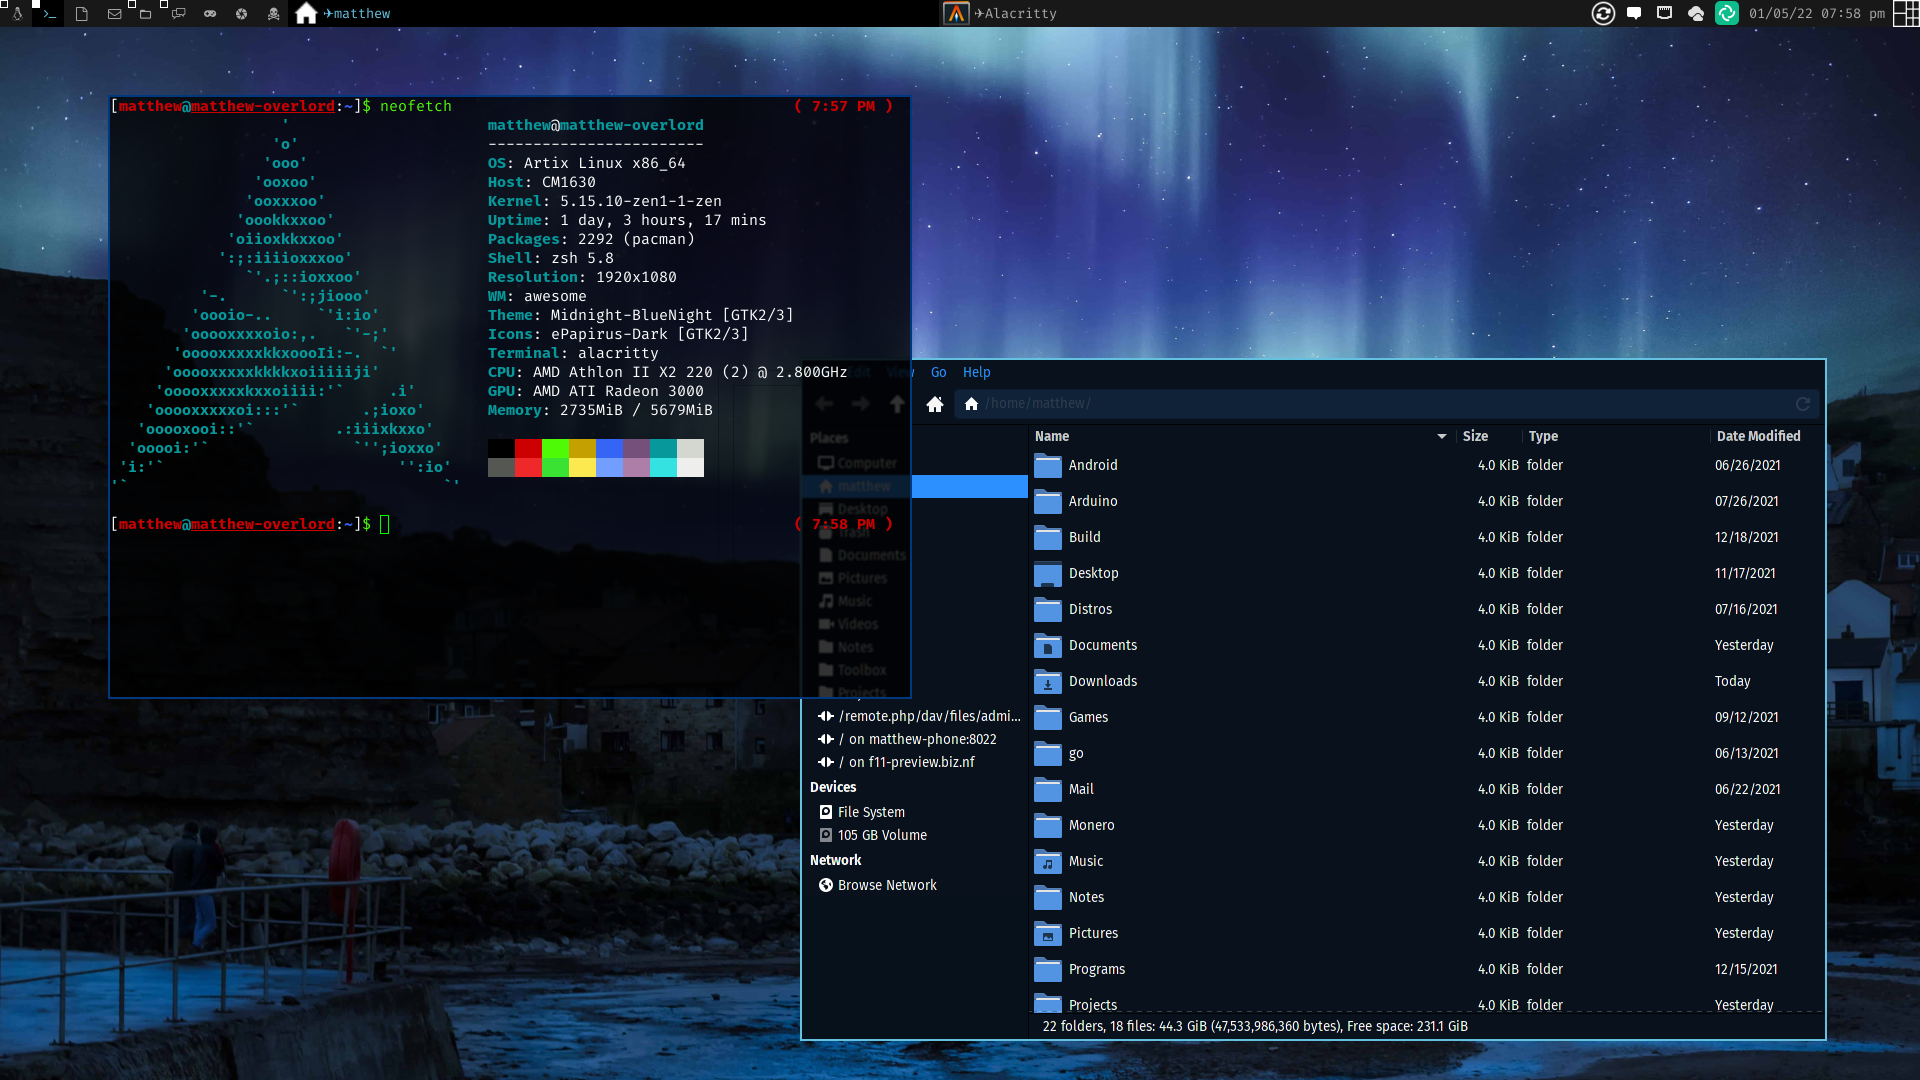 ✈matthew
✈Alacritty
01/05/22 07:58 pm
[matthew@matthew-overlord:~]$ neofetch
( 7:57 PM )
matthew@matthew-overlord
------------------------
OS: Artix Linux x86_64
Host: CM1630
Kernel: 5.15.10-zen1-1-zen
Uptime: 1 day, 3 hours, 17 mins
Packages: 2292 (pacman)
Shell: zsh 5.8
Resolution: 1920x1080
WM: awesome
Theme: Midnight-BlueNight [GTK2/3]
Icons: ePapirus-Dark [GTK2/3]
Terminal: alacritty
CPU: AMD Athlon II X2 220 (2) @ 2.800GHz
GPU: AMD ATI Radeon 3000
Memory: 2735MiB / 5679MiB
'
'o'
'ooo'
'ooxoo'
'ooxxxoo'
'oookkxxoo'
'oiioxkkxxoo'
':;:iiiioxxxoo'
`'.;::ioxxoo'
'-.      `':;jiooo'
'oooio-..     `'i:io'
'ooooxxxxoio:,.   `'-;'
'ooooxxxxxkkxoooIi:-.  `'
'ooooxxxxxkkkkxoiiiiiji'
'ooooxxxxxkxxoiiii:'`     .i'
'ooooxxxxxoi:::'`       .;ioxo'
'ooooxooi::'`         .:iiixkxxo'
'ooooi:'`                `'';ioxxo'
'i:'`                          '':io'
'`                                   `'
[matthew@matthew-overlord:~]$
( 7:58 PM )
Edit View Go Help
/home/matthew/
Places
Computer
matthew
Desktop
Trash
Documents
Pictures
Music
Videos
Notes
Toolbox
Projects
/remote.php/dav/files/admi...
/ on matthew-phone:8022
/ on f11-preview.biz.nf
Devices
File System
105 GB Volume
Network
Browse Network
Name Size Type Date Modified
Android 4.0 KiB folder 06/26/2021
Arduino 4.0 KiB folder 07/26/2021
Build 4.0 KiB folder 12/18/2021
Desktop 4.0 KiB folder 11/17/2021
Distros 4.0 KiB folder 07/16/2021
Documents 4.0 KiB folder Yesterday
Downloads 4.0 KiB folder Today
Games 4.0 KiB folder 09/12/2021
go 4.0 KiB folder 06/13/2021
Mail 4.0 KiB folder 06/22/2021
Monero 4.0 KiB folder Yesterday
Music 4.0 KiB folder Yesterday
Notes 4.0 KiB folder Yesterday
Pictures 4.0 KiB folder Yesterday
Programs 4.0 KiB folder 12/15/2021
Projects 4.0 KiB folder Yesterday
22 folders, 18 files: 44.3 GiB (47,533,986,360 bytes), Free space: 231.1 GiB